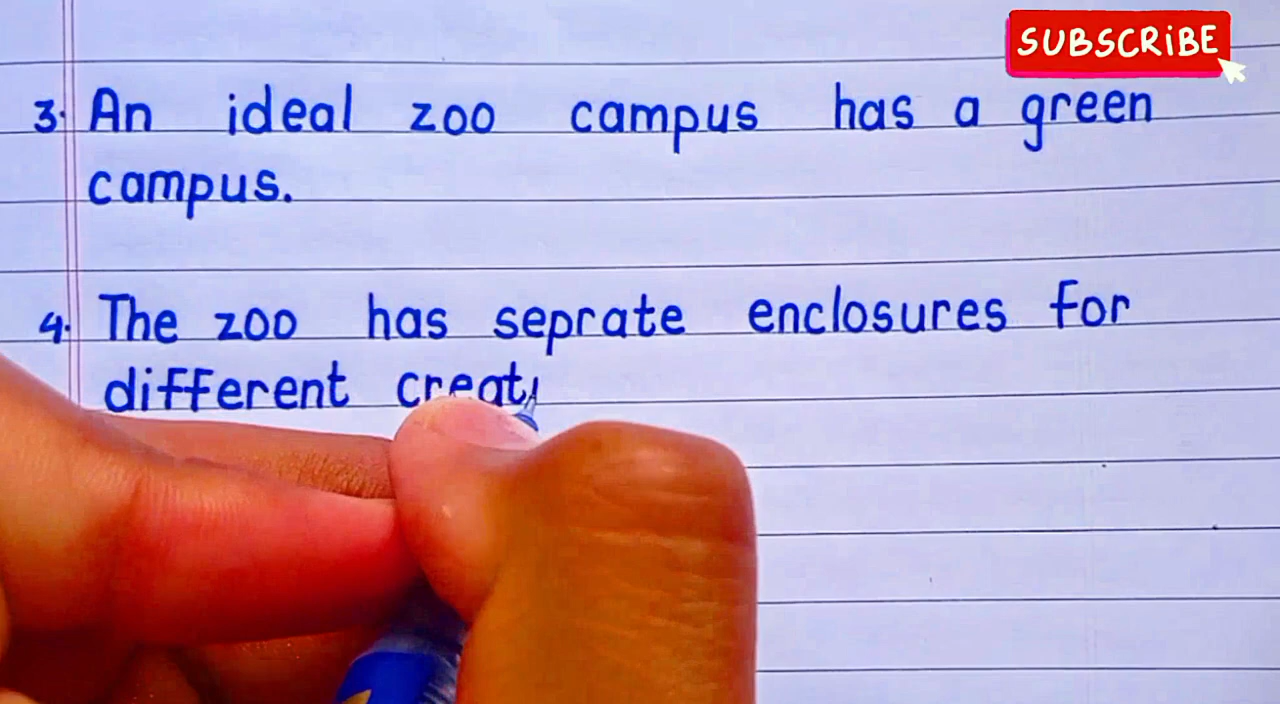 SUBSCRIBE
3. An ideal zoo campus has a green
campus.
4. The zoo has seprate enclosures for
different creat